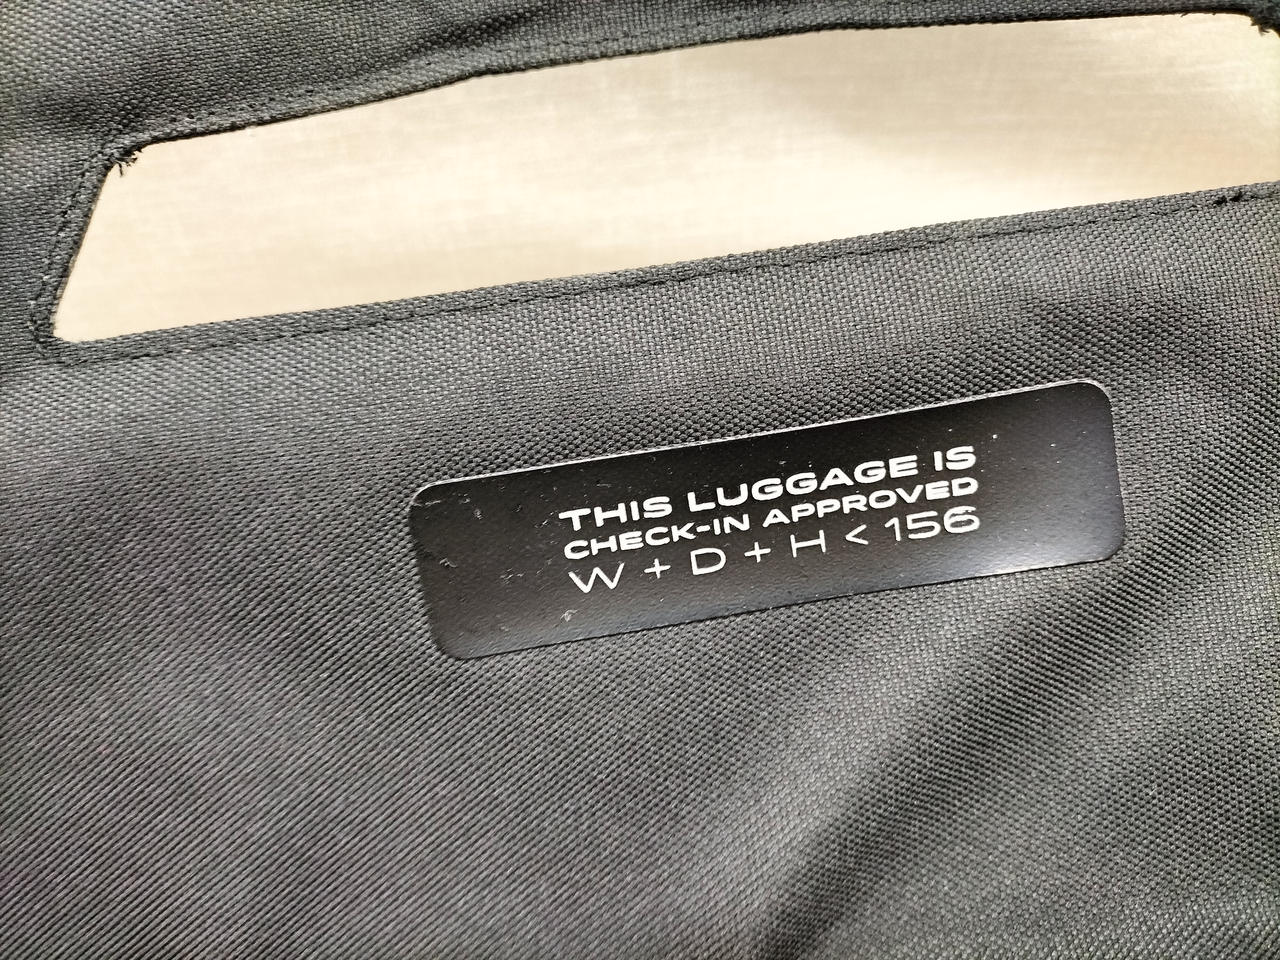 THIS LUGGAGE IS
CHECK-IN APPROVED
W + D + H < 156